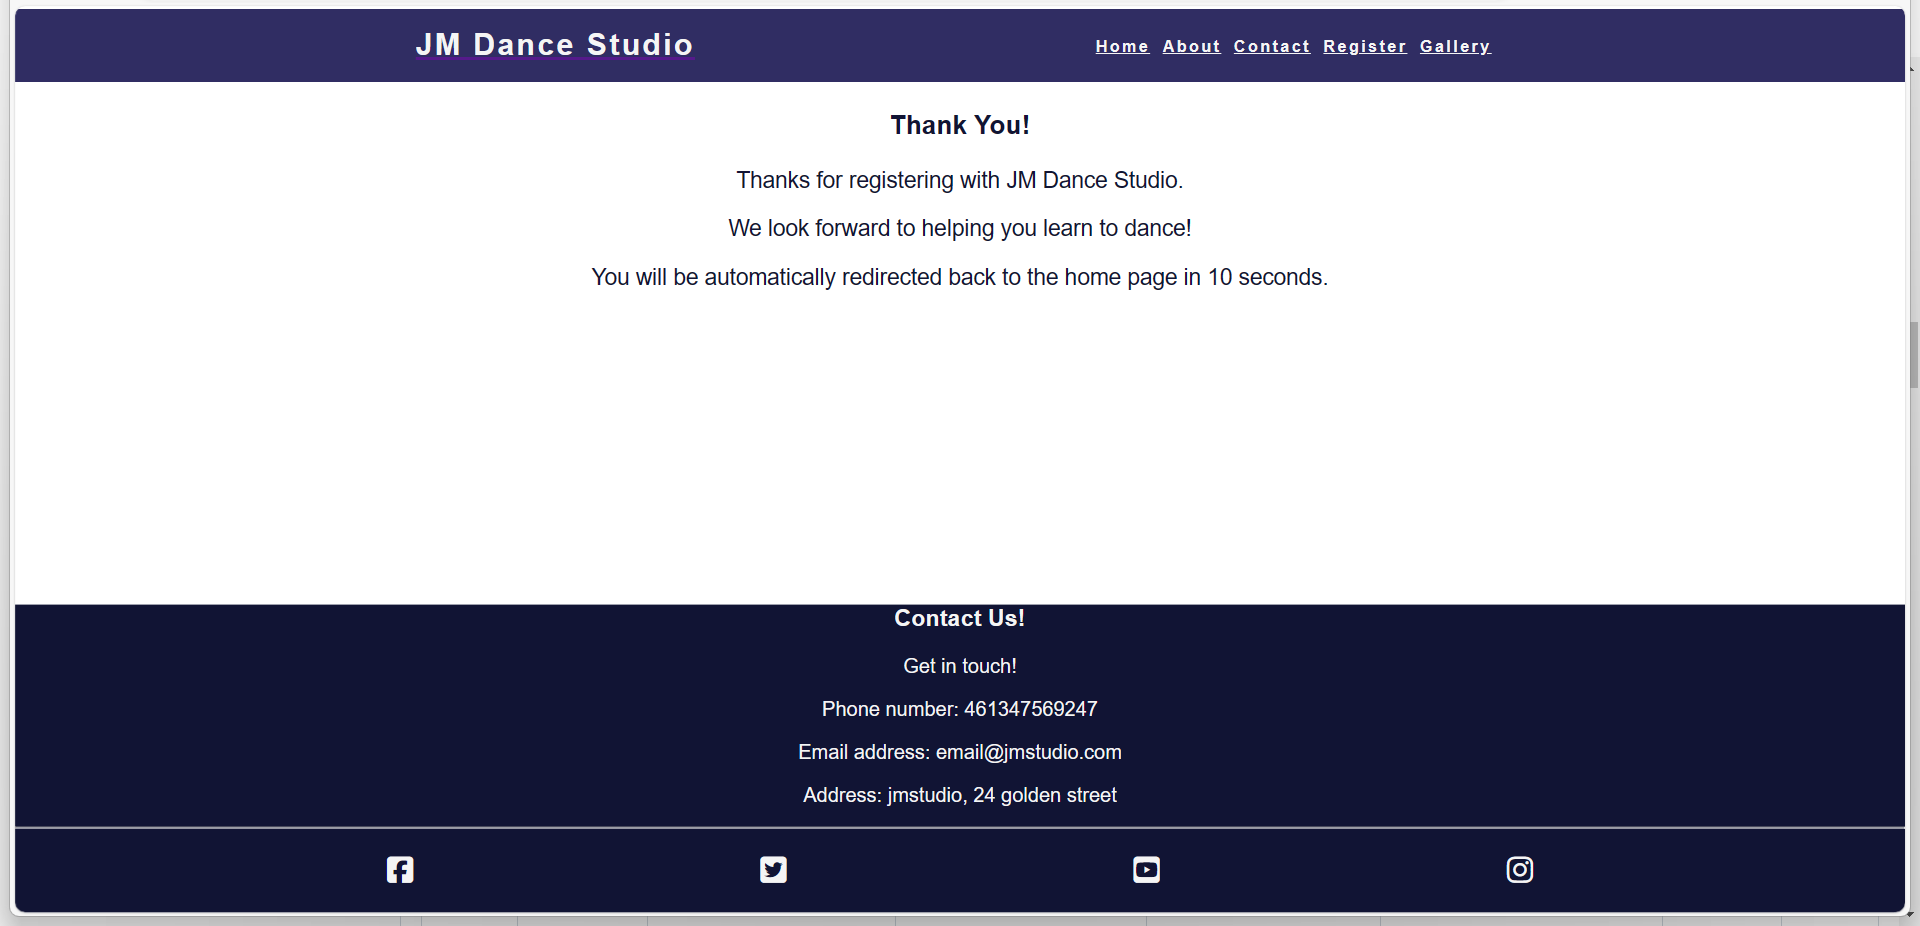 JM Dance Studio
Home About Contact Register Gallery
Thank You!
Thanks for registering with JM Dance Studio.
We look forward to helping you learn to dance!
You will be automatically redirected back to the home page in 10 seconds.
Contact Us!
Get in touch!
Phone number: 461347569247
Email address: email@jmstudio.com
Address: jmstudio, 24 golden street